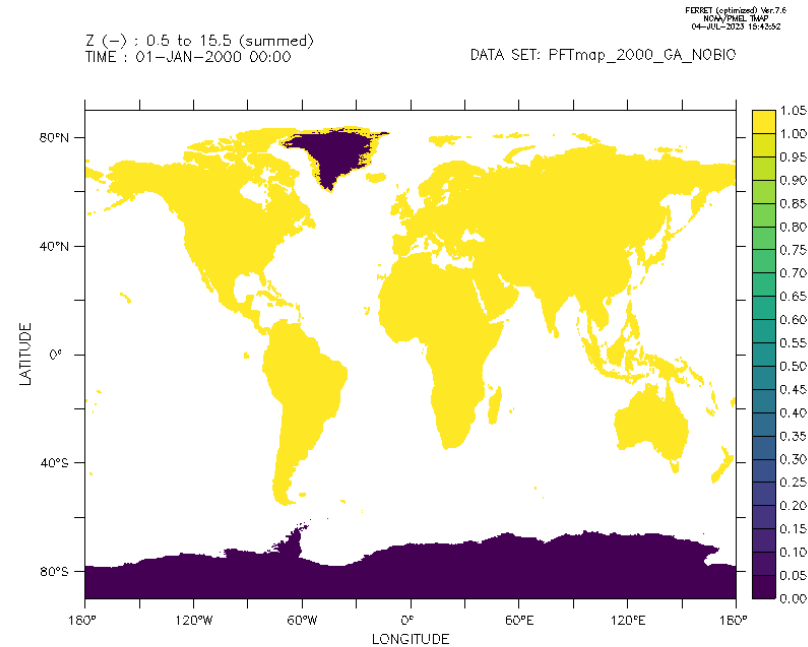 FERRET (optimized) Ver.7.6
NOAA/PMEL TMAP
04-JUL-2023 16:42:52
Z (-) : 0.5 to 15.5 (summed)
TIME : 01-JAN-2000 00:00
DATA SET: PFTmap_2000_GA_NOBIO
80°N
40°N
0°
40°S
80°S
LATITUDE
180°
120°W
60°W
0°
60°E
120°E
180°
LONGITUDE
1.05
1.00
0.95
0.90
0.85
0.80
0.75
0.70
0.65
0.60
0.55
0.50
0.45
0.40
0.35
0.30
0.25
0.20
0.15
0.10
0.05
0.00